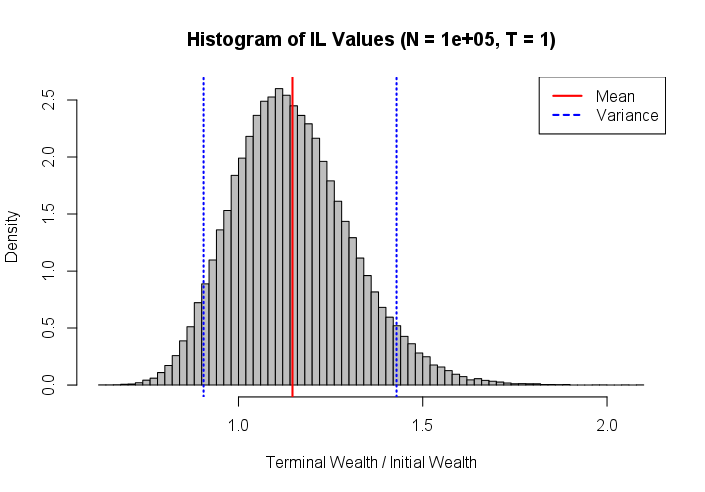 Histogram of IL Values (N = 1e+05, T = 1)
Mean
Variance
Density
2.5
2.0
1.5
1.0
0.5
0.0
1.0 1.5 2.0
Terminal Wealth / Initial Wealth